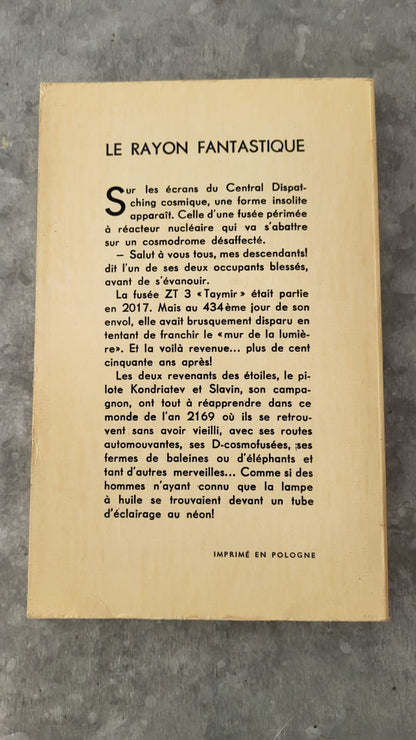 LE RAYON FANTASTIQUE
Sur les écrans du Central Dispat-
ching cosmique, une forme insolite
apparaît. Celle d'une fusée périmée
à réacteur nucléaire qui va s'abattre
sur un cosmodrome désaffecté.
— Salut à vous tous, mes descendants!
dit l'un de ses deux occupants blessés,
avant de s'évanouir.
La fusée ZT 3 «Taymir» était partie
en 2017. Mais au 434ème jour de son
envol, elle avait brusquement disparu en
tentant de franchir le «mur de la lumiè-
re». Et la voilà revenue... plus de cent
cinquante ans après!
Les deux revenants des étoiles, le pi-
lote Kondriatev et Slavin, son compa-
gnon, ont tout à réapprendre dans ce
monde de l'an 2169 où ils se retrou-
vent sans avoir vieilli, avec ses routes
automouvantes, ses D-cosmofusées, ses
fermes de baleines ou d'éléphants et
tant d'autres merveilles... Comme si des
hommes n'ayant connu que la lampe
à huile se trouvaient devant un tube
d'éclairage au néon!
IMPRIMÉ EN POLOGNE